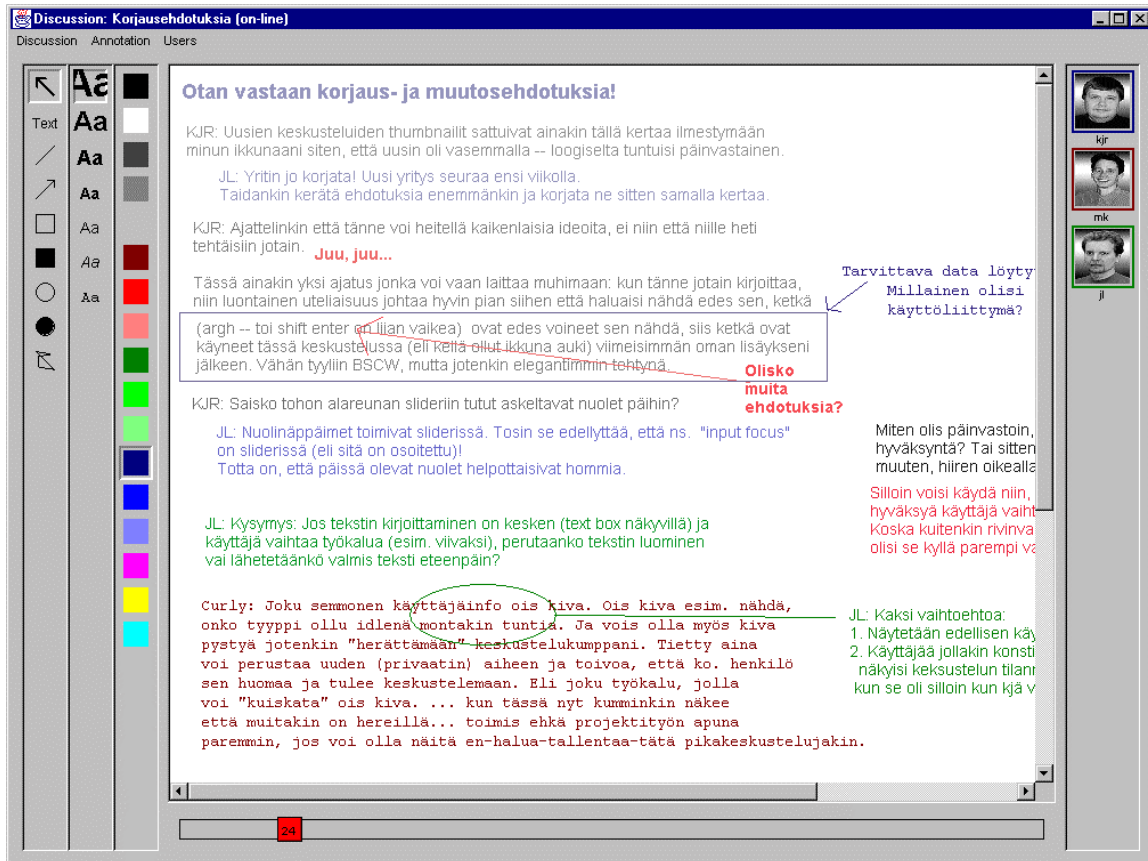 Discussion: Korjausehdotuksia (on-line)
Discussion Annotation Users
Text
Aa
Aa
Aa
Aa
Aa
Aa
Aa
Otan vastaan korjaus- ja muutosehdotuksia!
KJR: Uusien keskusteluiden thumbnailit sattuivat ainakin tällä kertaa ilmestymään
minun ikkunaani siten, että uusin oli vasemmalla -- loogiselta tuntuisi päinvastainen.
JL: Yritin jo korjata! Uusi yritys seuraa ensi viikolla.
Taidankin kerätä ehdotuksia enemmänkin ja korjata ne sitten samalla kertaa.
KJR: Ajattelinkin että tänne voi heitellä kaikenlaisia ideoita, ei niin että niille heti
tehtäisiin jotain.
Juu, juu...
Tässä ainakin yksi ajatus jonka voi vaan laittaa muhimaan: kun tänne jotain kirjoittaa,
niin luontainen uteliaisuus johtaa hyvin pian siihen että haluaisi nähdä edes sen, ketkä
(argh -- toi shift enter on liian vaikea) ovat edes voineet sen nähdä, siis ketkä ovat
käyneet tässä keskustelussa (eli kellä ollut ikkuna auki) viimeisimmän oman lisäykseni
jälkeen. Vähän tyyliin BSCW, mutta jotenkin elegantimmin tehtynä.
Tarvittava data löyty
Millainen olisi
käyttöliittymä?
Olisko
muita
ehdotuksia?
KJR: Saisko tohon alareunan slideriin tutut askeltavat nuolet päihin?
JL: Nuolinäppäimet toimivat sliderissä. Tosin se edellyttää, että ns. "input focus"
on sliderissä (eli sitä on osoitettu)!
Totta on, että päissä olevat nuolet helpottaisivat hommia.
Miten olis päinvastoin,
hyväksyntä? Tai sitten
muuten, hiiren oikealla
Silloin voisi käydä niin,
hyväksyä käyttäjä vaiht
Koska kuitenkin rivinva
olisi se kyllä parempi va
JL: Kysymys: Jos tekstin kirjoittaminen on kesken (text box näkyvillä) ja
käyttäjä vaihtaa työkalua (esim. viivaksi), perutaanko tekstin luominen
vai lähetetäänkö valmis teksti eteenpäin?
Curly: Joku semmonen käyttäjäinfo ois kiva. Ois kiva esim. nähdä,
onko tyyppi ollu idlenä montakin tuntia. Ja vois olla myös kiva
pystyä jotenkin "herättämään" keskustelukumppani. Tietty aina
voi perustaa uuden (privaatin) aiheen ja toivoa, että ko. henkilö
sen huomaa ja tulee keskustelemaan. Eli joku työkalu, jolla
voi "kuiskata" ois kiva. ... kun tässä nyt kumminkin näkee
että muitakin on hereillä... toimis ehkä projektityön apuna
paremmin, jos voi olla näitä en-halua-tallentaa-tätä pikakeskustelujakin.
JL: Kaksi vaihtoehtoa:
1. Näytetään edellisen käy
2. Käyttäjää jollakin konsti
näkyisi keksustelun tilann
kun se oli silloin kun kjä v
kjr
mk
jl
24